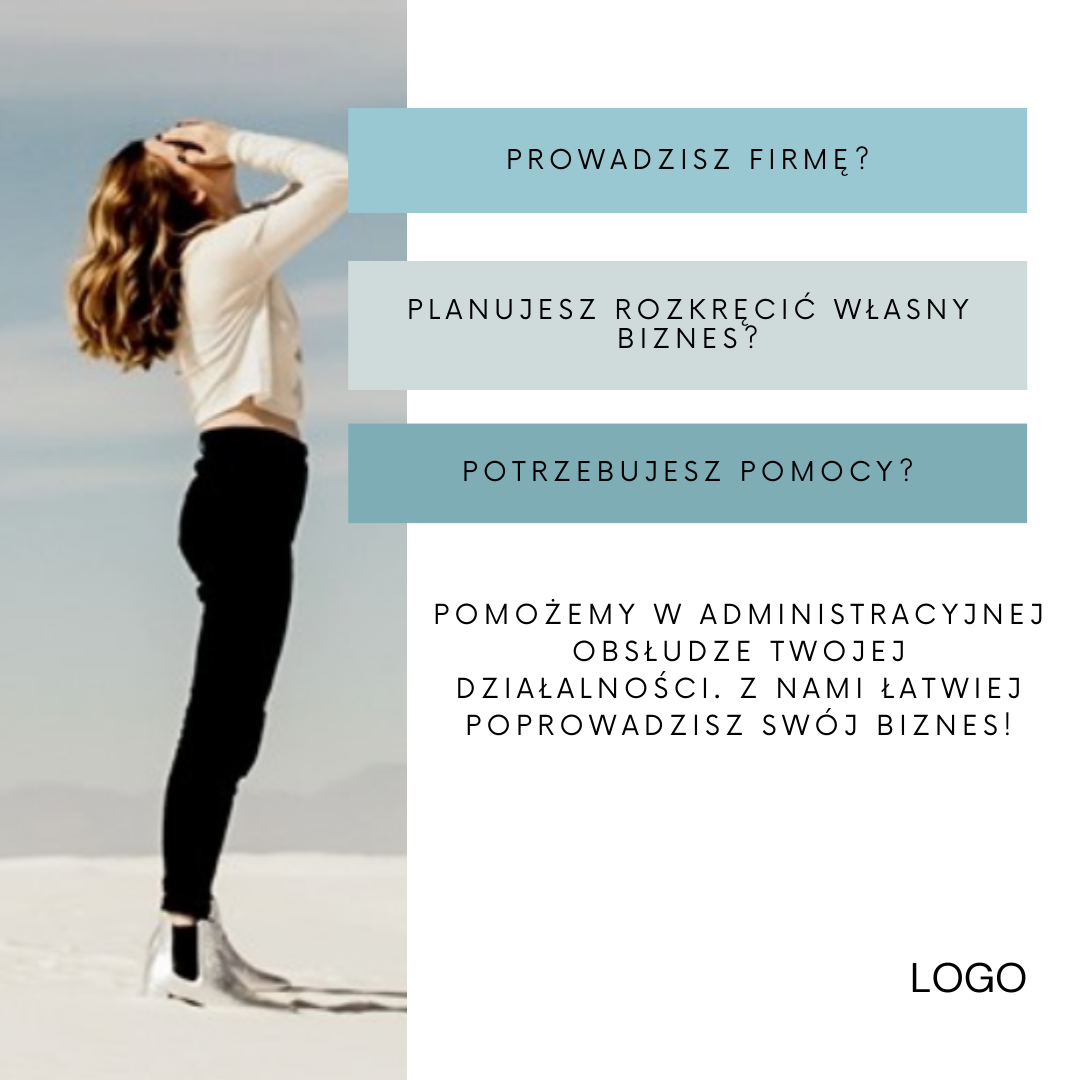 PROWADZISZ FIRMĘ?
PLANUJESZ ROZKRĘCIĆ WŁASNY
BIZNES?
POTRZEBUJESZ POMOCY?
POMOŻEMY W ADMINISTRACYJNEJ
OBSŁUDZE TWOJEJ
DZIAŁALNOŚCI. Z NAMI ŁATWIEJ
POPROWADZISZ SWÓJ BIZNES!
LOGO